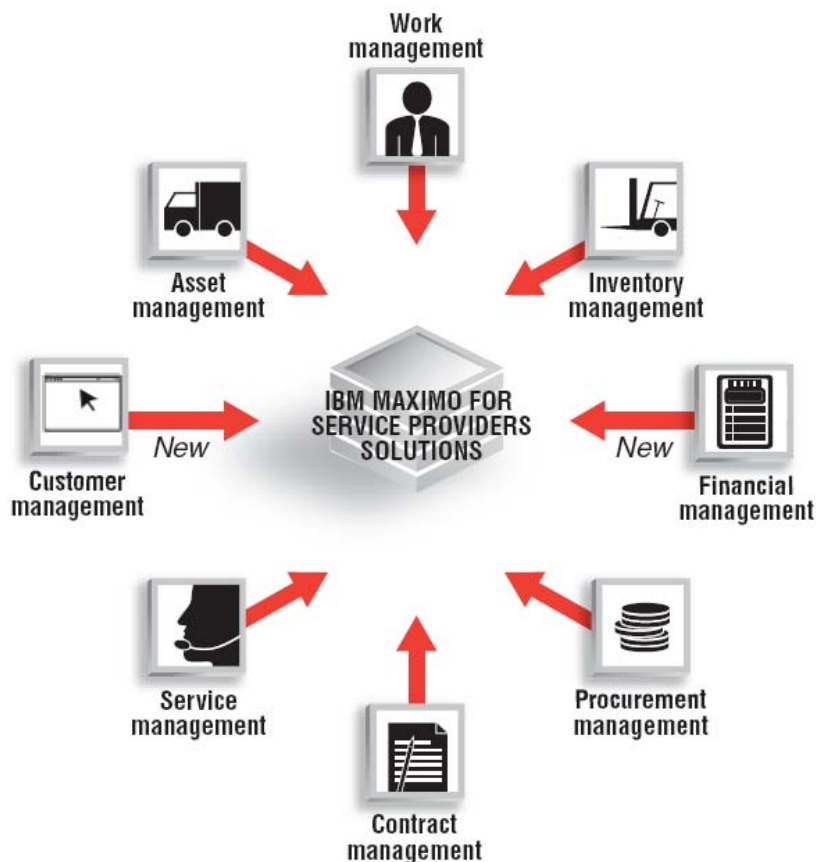 Work
management
Asset
management
Inventory
management
IBM MAXIMO FOR
SERVICE PROVIDERS
SOLUTIONS
New
New
Customer
management
Financial
management
Service
management
Procurement
management
Contract
management